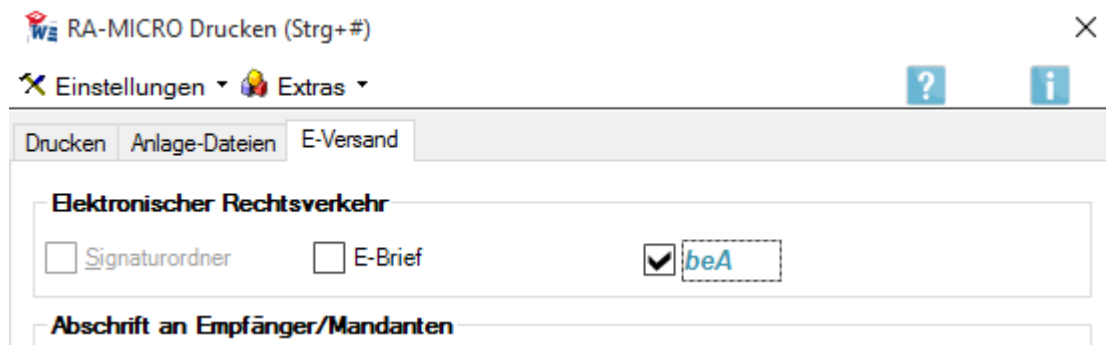 RA-MICRO Drucken (Strg+#)
Einstellungen Extras ? i
Drucken Anlage-Dateien E-Versand
Elektronischer Rechtsverkehr
Signaturordner E-Brief beA
Abschrift an Empfänger/Mandanten